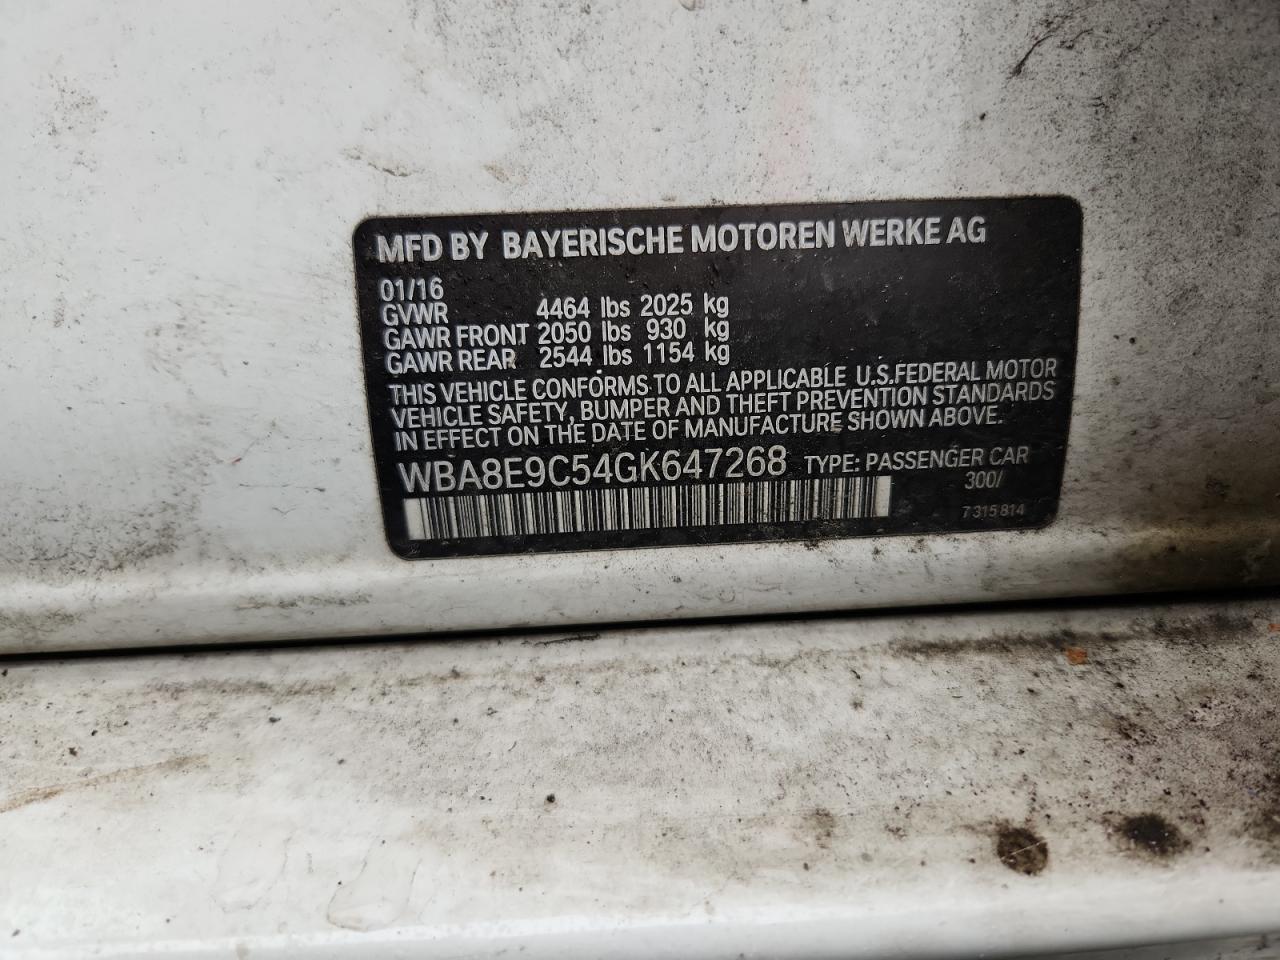 MFD BY BAYERISCHE MOTOREN WERKE AG
01/16
GVWR 4464 lbs 2025 kg
GAWR FRONT 2050 lbs 930 kg
GAWR REAR 2544 lbs 1154 kg
THIS VEHICLE CONFORMS TO ALL APPLICABLE U.S.FEDERAL MOTOR
VEHICLE SAFETY, BUMPER AND THEFT PREVENTION STANDARDS
IN EFFECT ON THE DATE OF MANUFACTURE SHOWN ABOVE.
WBA8E9C54GK647268 TYPE: PASSENGER CAR
300/
7 315 814